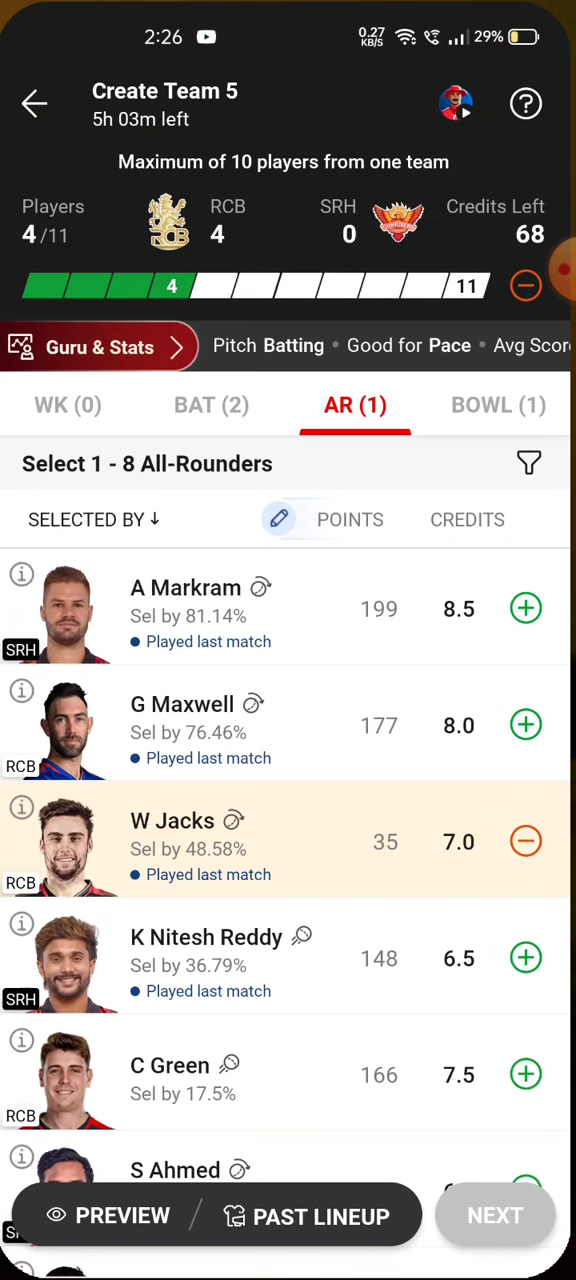 2:26 0.27 KB/S 29%
Create Team 5
5h 03m left
Maximum of 10 players from one team
Players RCB SRH Credits Left
4/11 RCB 4 0 68
4 11
Guru & Stats Pitch Batting • Good for Pace • Avg Scor
WK (0) BAT (2) AR (1) BOWL (1)
Select 1 - 8 All-Rounders
SELECTED BY ↓ POINTS CREDITS
A Markram
Sel by 81.14% 199 8.5
SRH • Played last match
G Maxwell
Sel by 76.46% 177 8.0
RCB • Played last match
W Jacks
Sel by 48.58% 35 7.0
RCB • Played last match
K Nitesh Reddy
Sel by 36.79% 148 6.5
SRH • Played last match
C Green
Sel by 17.5% 166 7.5
RCB
S Ahmed
PREVIEW / PAST LINEUP NEXT